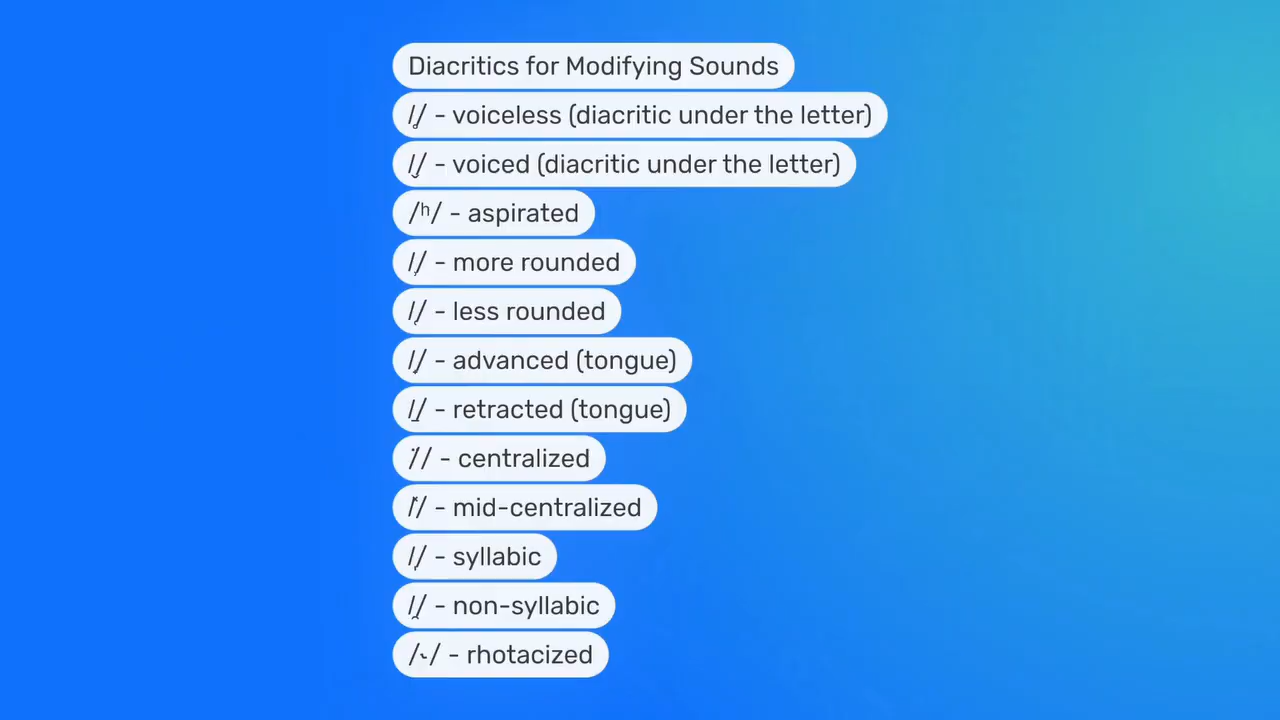 Diacritics for Modifying Sounds
/̥/ - voiceless (diacritic under the letter)
/̬/ - voiced (diacritic under the letter)
/ʰ/ - aspirated
/̹/ - more rounded
/̜/ - less rounded
/̟/ - advanced (tongue)
/̠/ - retracted (tongue)
/̈/ - centralized
/̽/ - mid-centralized
/̩/ - syllabic
/̯/ - non-syllabic
/˞/ - rhotacized